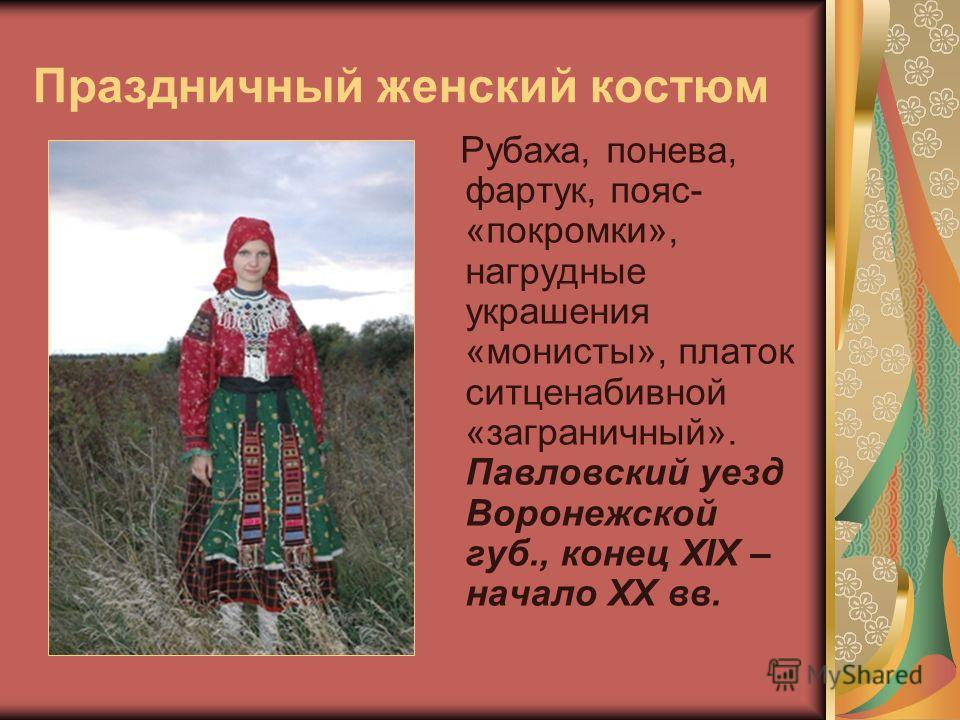 Праздничный женский костюм
Рубаха, понева,
фартук, пояс-
«покромки»,
нагрудные
украшения
«монисты», платок
ситценабивной
«заграничный».
Павловский уезд
Воронежской
губ., конец XIX –
начало XX вв.
MyShared